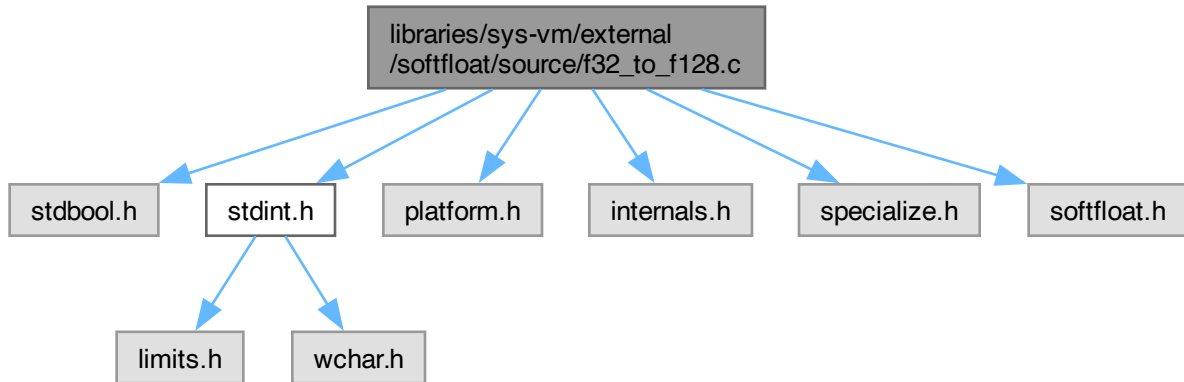 libraries/sys-vm/external
/softfloat/source/f32_to_f128.c
stdbool.h
stdint.h
platform.h
internals.h
specialize.h
softfloat.h
limits.h
wchar.h